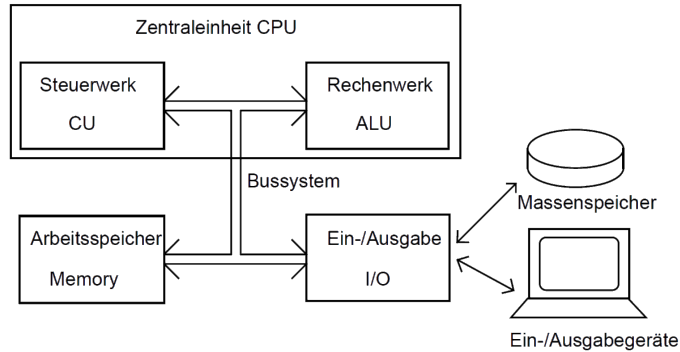 Zentraleinheit CPU
Steuerwerk
CU
Rechenwerk
ALU
Bussystem
Arbeitsspeicher
Memory
Ein-/Ausgabe
I/O
Massenspeicher
Ein-/Ausgabegeräte